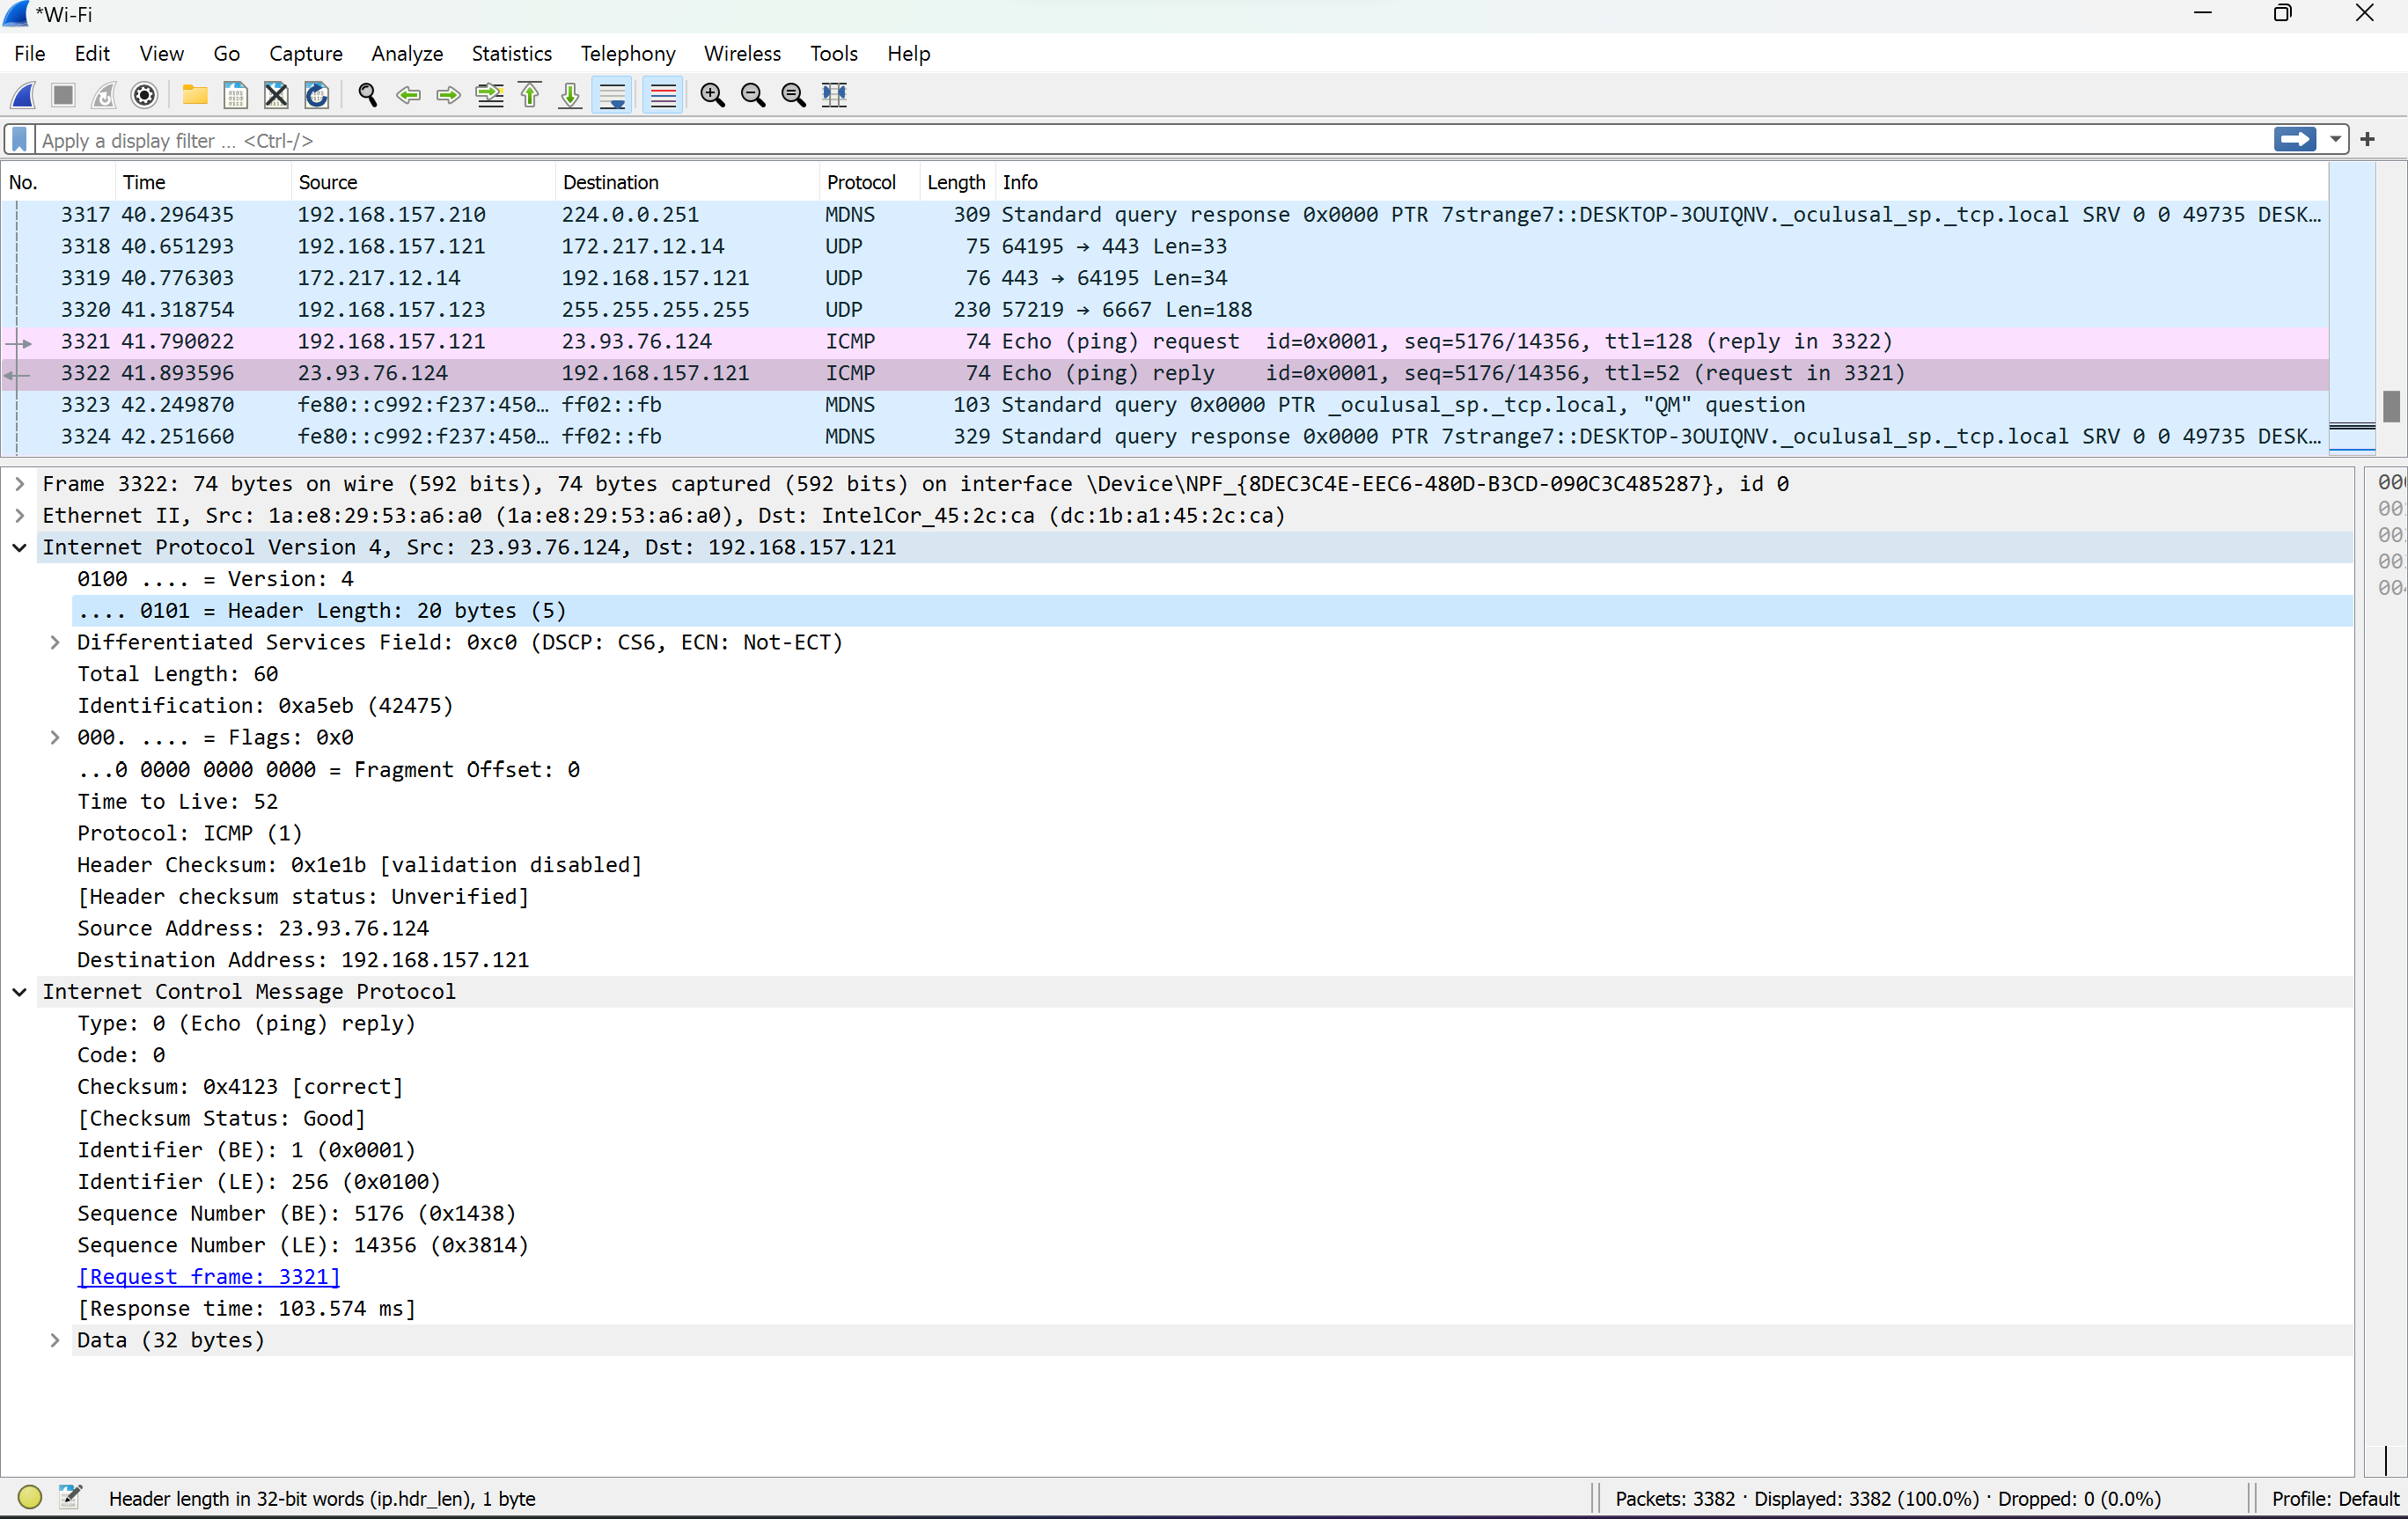 *Wi-Fi
File Edit View Go Capture Analyze Statistics Telephony Wireless Tools Help
Apply a display filter ... <Ctrl-/>
No. Time Source Destination Protocol Length Info
3317 40.296435 192.168.157.210 224.0.0.251 MDNS 309 Standard query response 0x0000 PTR 7strange7::DESKTOP-3OUIQNV._oculusal_sp._tcp.local SRV 0 0 49735 DESK…
3318 40.651293 192.168.157.121 172.217.12.14 UDP 75 64195 → 443 Len=33
3319 40.776303 172.217.12.14 192.168.157.121 UDP 76 443 → 64195 Len=34
3320 41.318754 192.168.157.123 255.255.255.255 UDP 230 57219 → 6667 Len=188
3321 41.790022 192.168.157.121 23.93.76.124 ICMP 74 Echo (ping) request id=0x0001, seq=5176/14356, ttl=128 (reply in 3322)
3322 41.893596 23.93.76.124 192.168.157.121 ICMP 74 Echo (ping) reply id=0x0001, seq=5176/14356, ttl=52 (request in 3321)
3323 42.249870 fe80::c992:f237:450… ff02::fb MDNS 103 Standard query 0x0000 PTR _oculusal_sp._tcp.local, "QM" question
3324 42.251660 fe80::c992:f237:450… ff02::fb MDNS 329 Standard query response 0x0000 PTR 7strange7::DESKTOP-3OUIQNV._oculusal_sp._tcp.local SRV 0 0 49735 DESK…
Frame 3322: 74 bytes on wire (592 bits), 74 bytes captured (592 bits) on interface \Device\NPF_{8DEC3C4E-EEC6-480D-B3CD-090C3C485287}, id 0
Ethernet II, Src: 1a:e8:29:53:a6:a0 (1a:e8:29:53:a6:a0), Dst: IntelCor_45:2c:ca (dc:1b:a1:45:2c:ca)
Internet Protocol Version 4, Src: 23.93.76.124, Dst: 192.168.157.121
0100 .... = Version: 4
.... 0101 = Header Length: 20 bytes (5)
Differentiated Services Field: 0xc0 (DSCP: CS6, ECN: Not-ECT)
Total Length: 60
Identification: 0xa5eb (42475)
000. .... = Flags: 0x0
...0 0000 0000 0000 = Fragment Offset: 0
Time to Live: 52
Protocol: ICMP (1)
Header Checksum: 0x1e1b [validation disabled]
[Header checksum status: Unverified]
Source Address: 23.93.76.124
Destination Address: 192.168.157.121
Internet Control Message Protocol
Type: 0 (Echo (ping) reply)
Code: 0
Checksum: 0x4123 [correct]
[Checksum Status: Good]
Identifier (BE): 1 (0x0001)
Identifier (LE): 256 (0x0100)
Sequence Number (BE): 5176 (0x1438)
Sequence Number (LE): 14356 (0x3814)
[Request frame: 3321]
[Response time: 103.574 ms]
Data (32 bytes)
Header length in 32-bit words (ip.hdr_len), 1 byte
Packets: 3382 · Displayed: 3382 (100.0%) · Dropped: 0 (0.0%)
Profile: Default